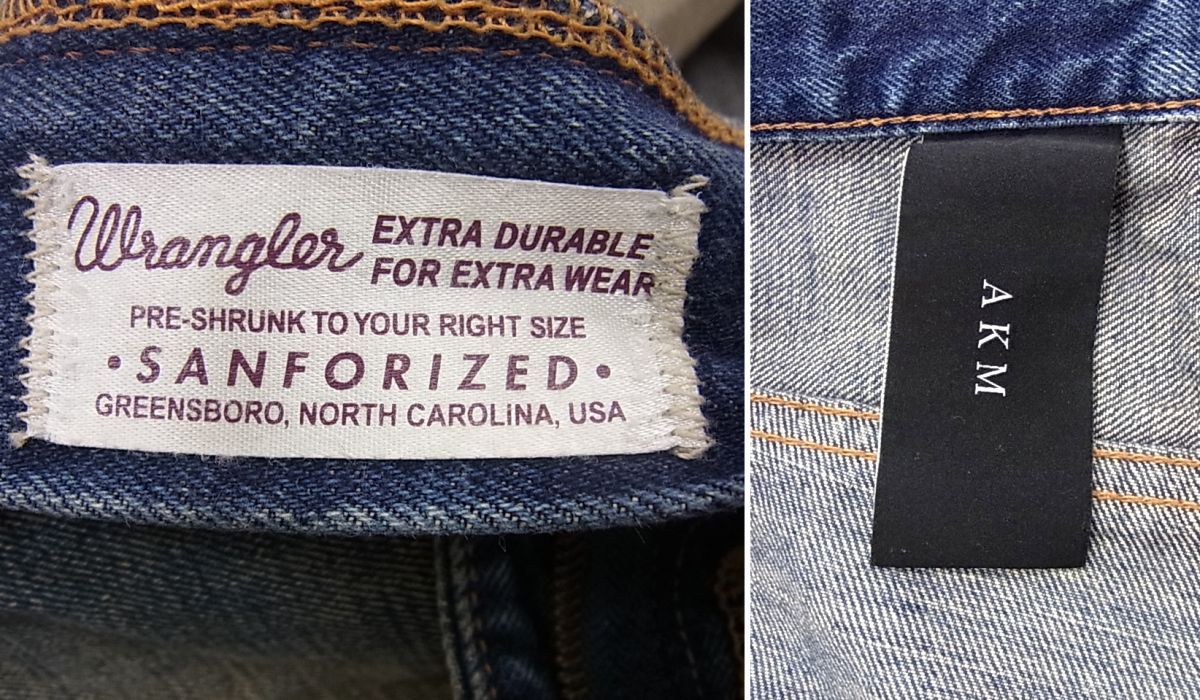 Wrangler EXTRA DURABLE
FOR EXTRA WEAR
PRE-SHRUNK TO YOUR RIGHT SIZE
• SANFORIZED •
GREENSBORO, NORTH CAROLINA, USA
AKM